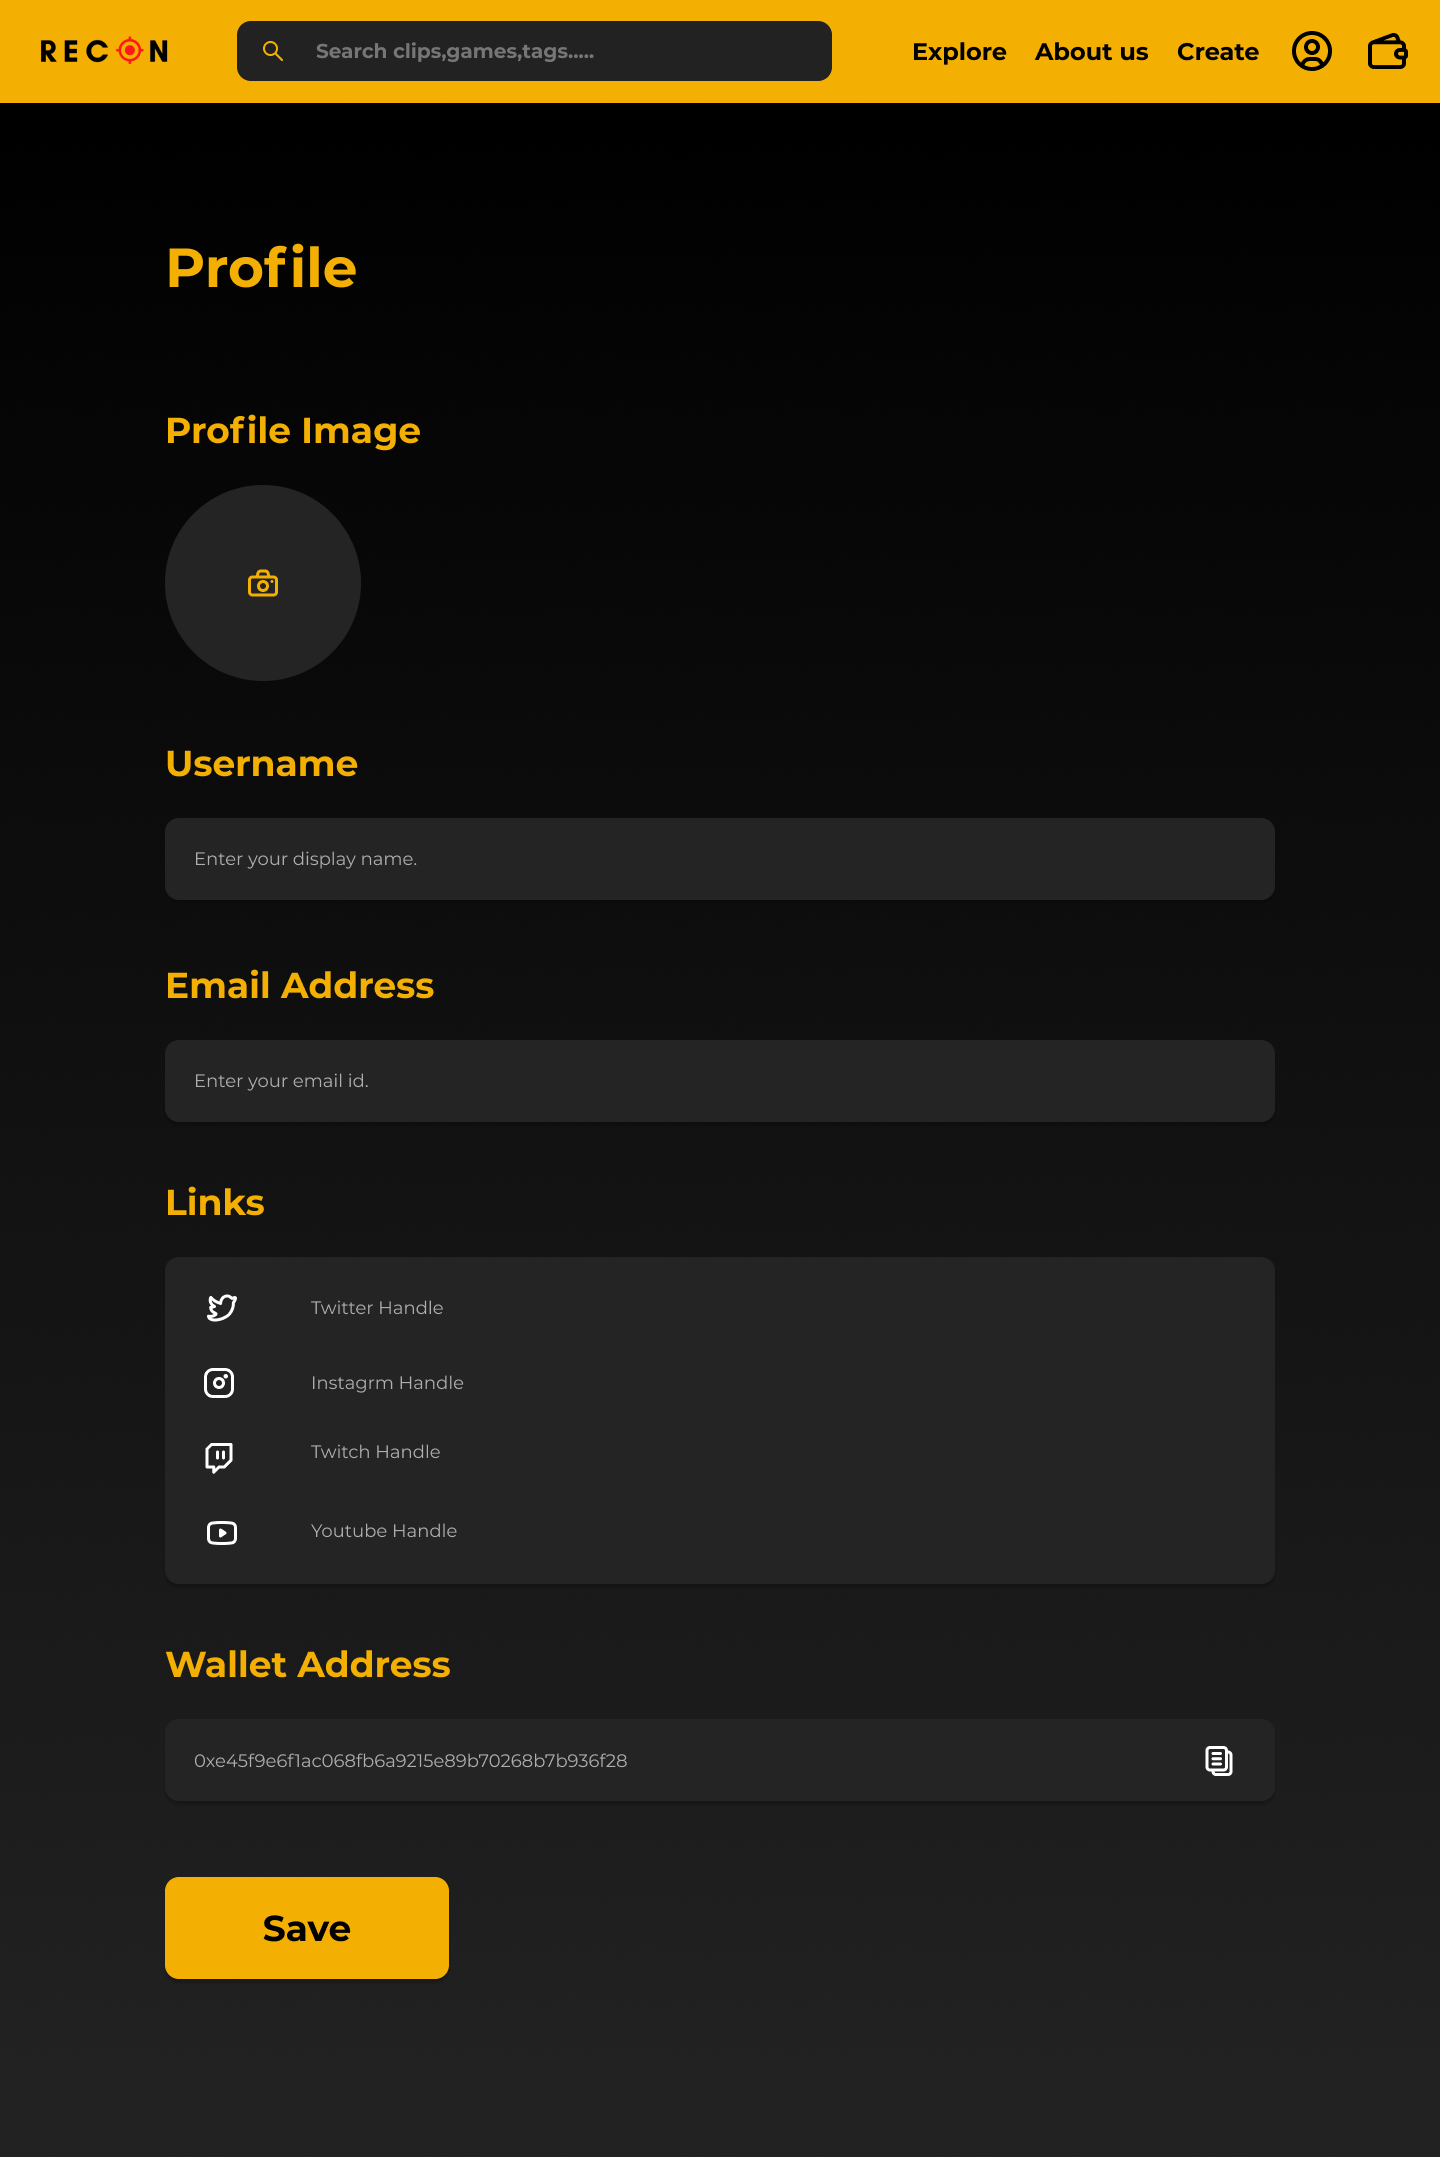 RECON
Search clips,games,tags.....
Explore About us Create
Profile
Profile Image
Username
Enter your display name.
Email Address
Enter your email id.
Links
Twitter Handle
Instagrm Handle
Twitch Handle
Youtube Handle
Wallet Address
0xe45f9e6f1ac068fb6a9215e89b70268b7b936f28
Save